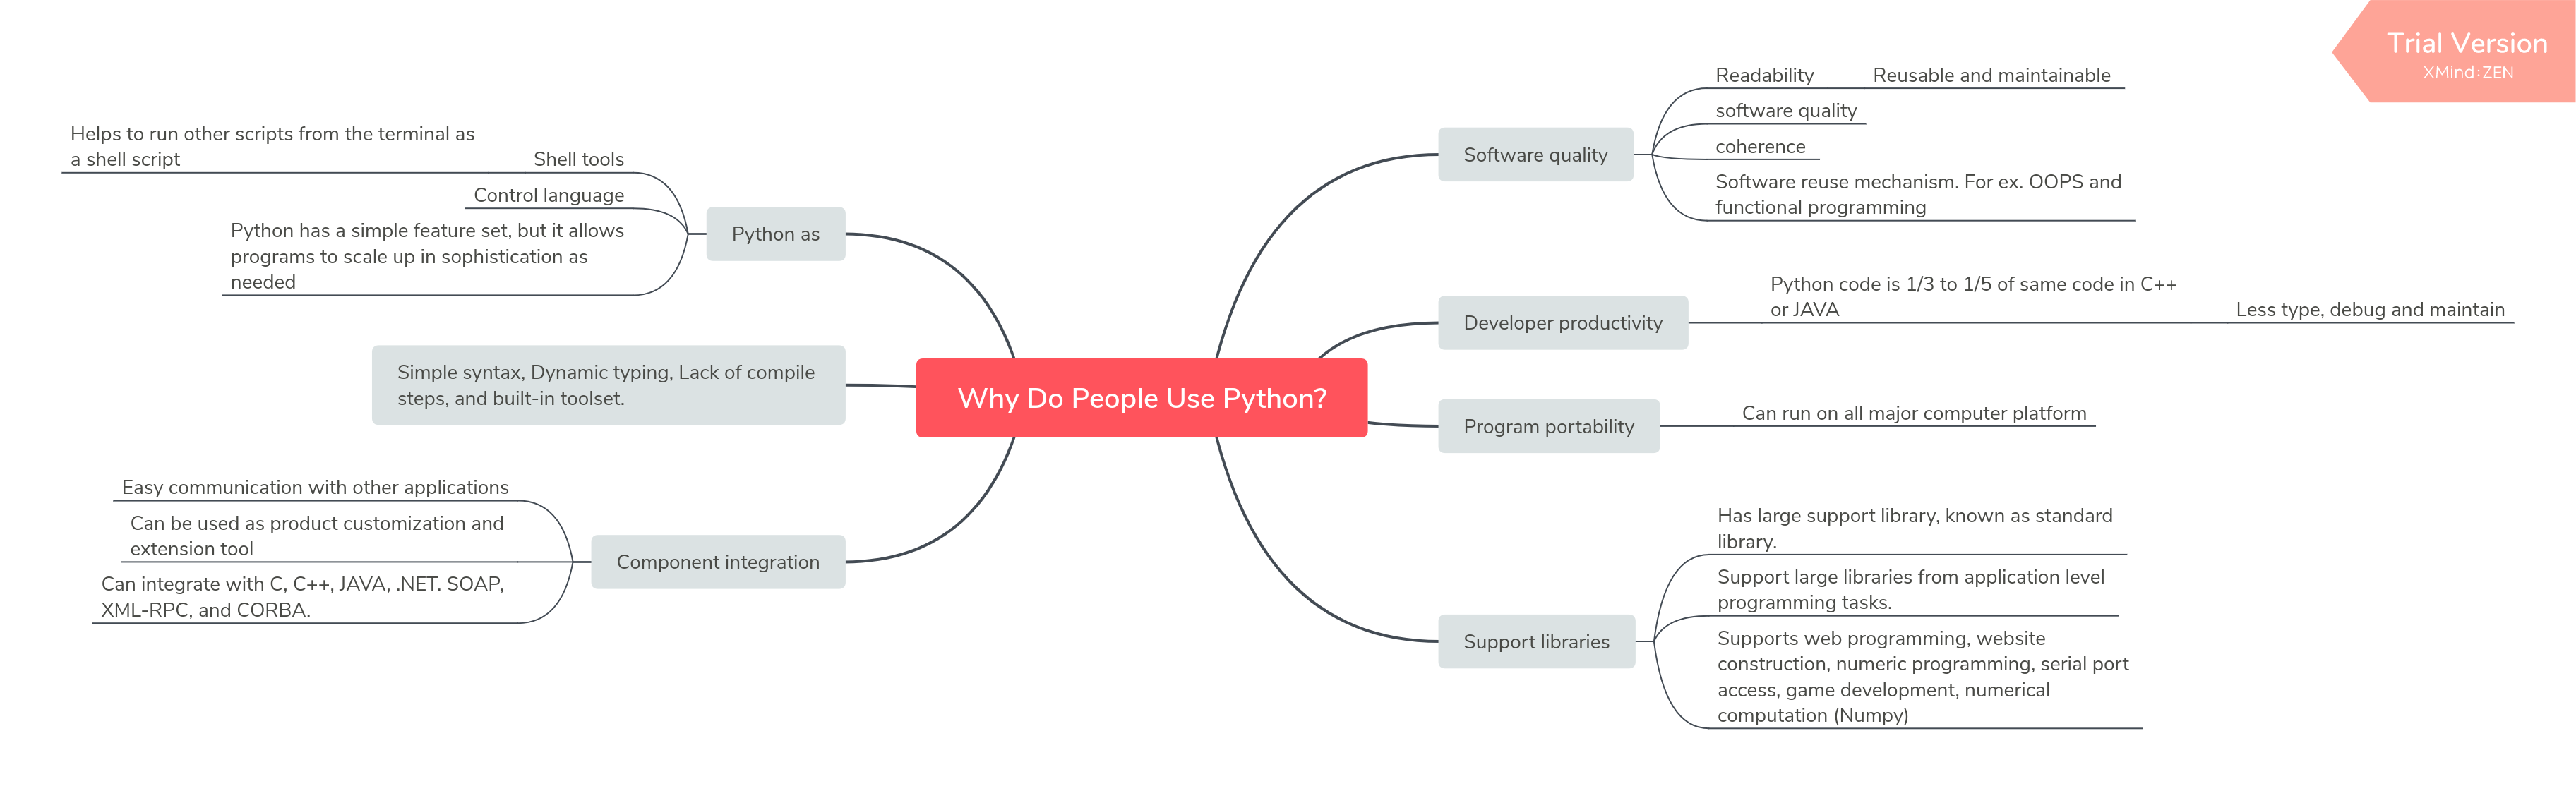 Trial Version
XMind:ZEN
Why Do People Use Python?
Software quality
Readability
Reusable and maintainable
software quality
coherence
Software reuse mechanism. For ex. OOPS and
functional programming
Developer productivity
Python code is 1/3 to 1/5 of same code in C++
or JAVA
Less type, debug and maintain
Program portability
Can run on all major computer platform
Support libraries
Has large support library, known as standard
library.
Support large libraries from application level
programming tasks.
Supports web programming, website
construction, numeric programming, serial port
access, game development, numerical
computation (Numpy)
Python as
Helps to run other scripts from the terminal as
a shell script
Shell tools
Control language
Python has a simple feature set, but it allows
programs to scale up in sophistication as
needed
Simple syntax, Dynamic typing, Lack of compile
steps, and built-in toolset.
Component integration
Easy communication with other applications
Can be used as product customization and
extension tool
Can integrate with C, C++, JAVA, .NET. SOAP,
XML-RPC, and CORBA.